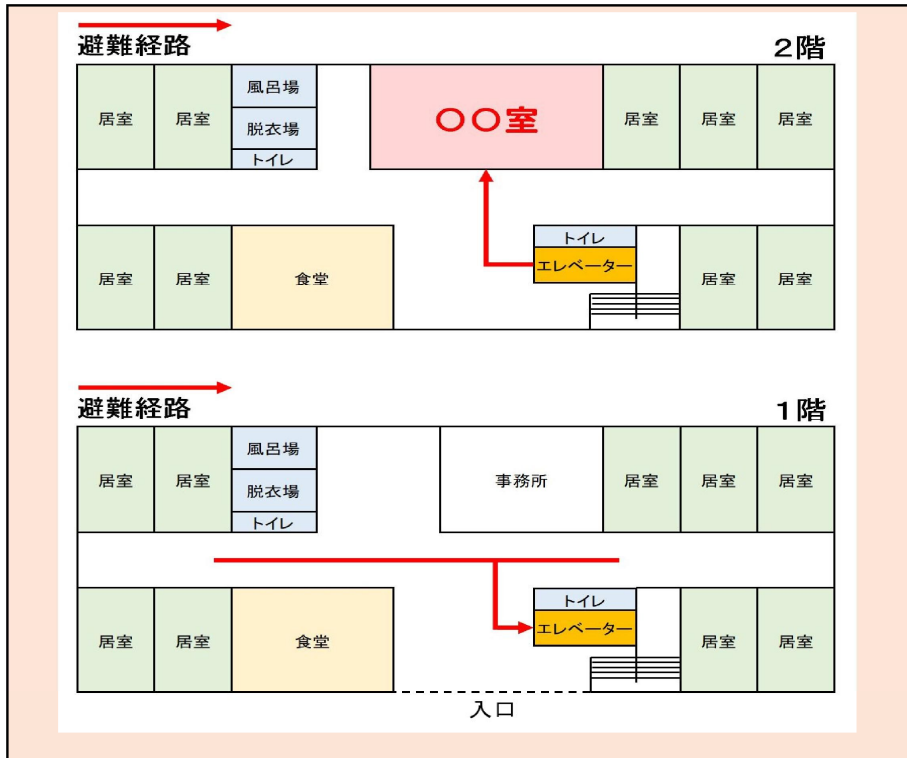 避難経路
2階
居室
居室
風呂場
脱衣場
トイレ
〇〇室
居室
居室
居室
居室
居室
食堂
トイレ
エレベーター
居室
居室
避難経路
1階
居室
居室
風呂場
脱衣場
トイレ
事務所
居室
居室
居室
居室
居室
食堂
トイレ
エレベーター
居室
居室
入口